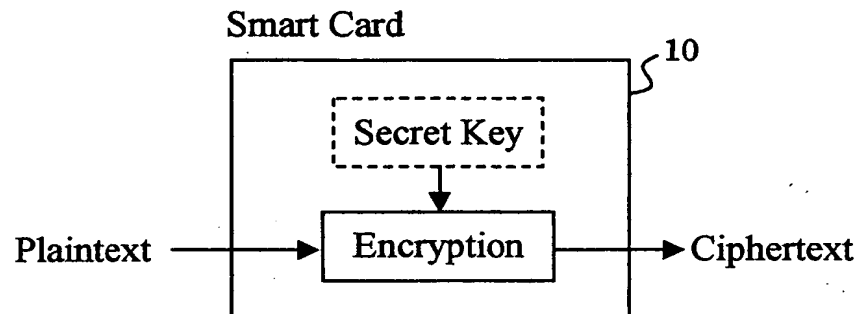 Smart Card
10
Secret Key
Plaintext
Encryption
Ciphertext